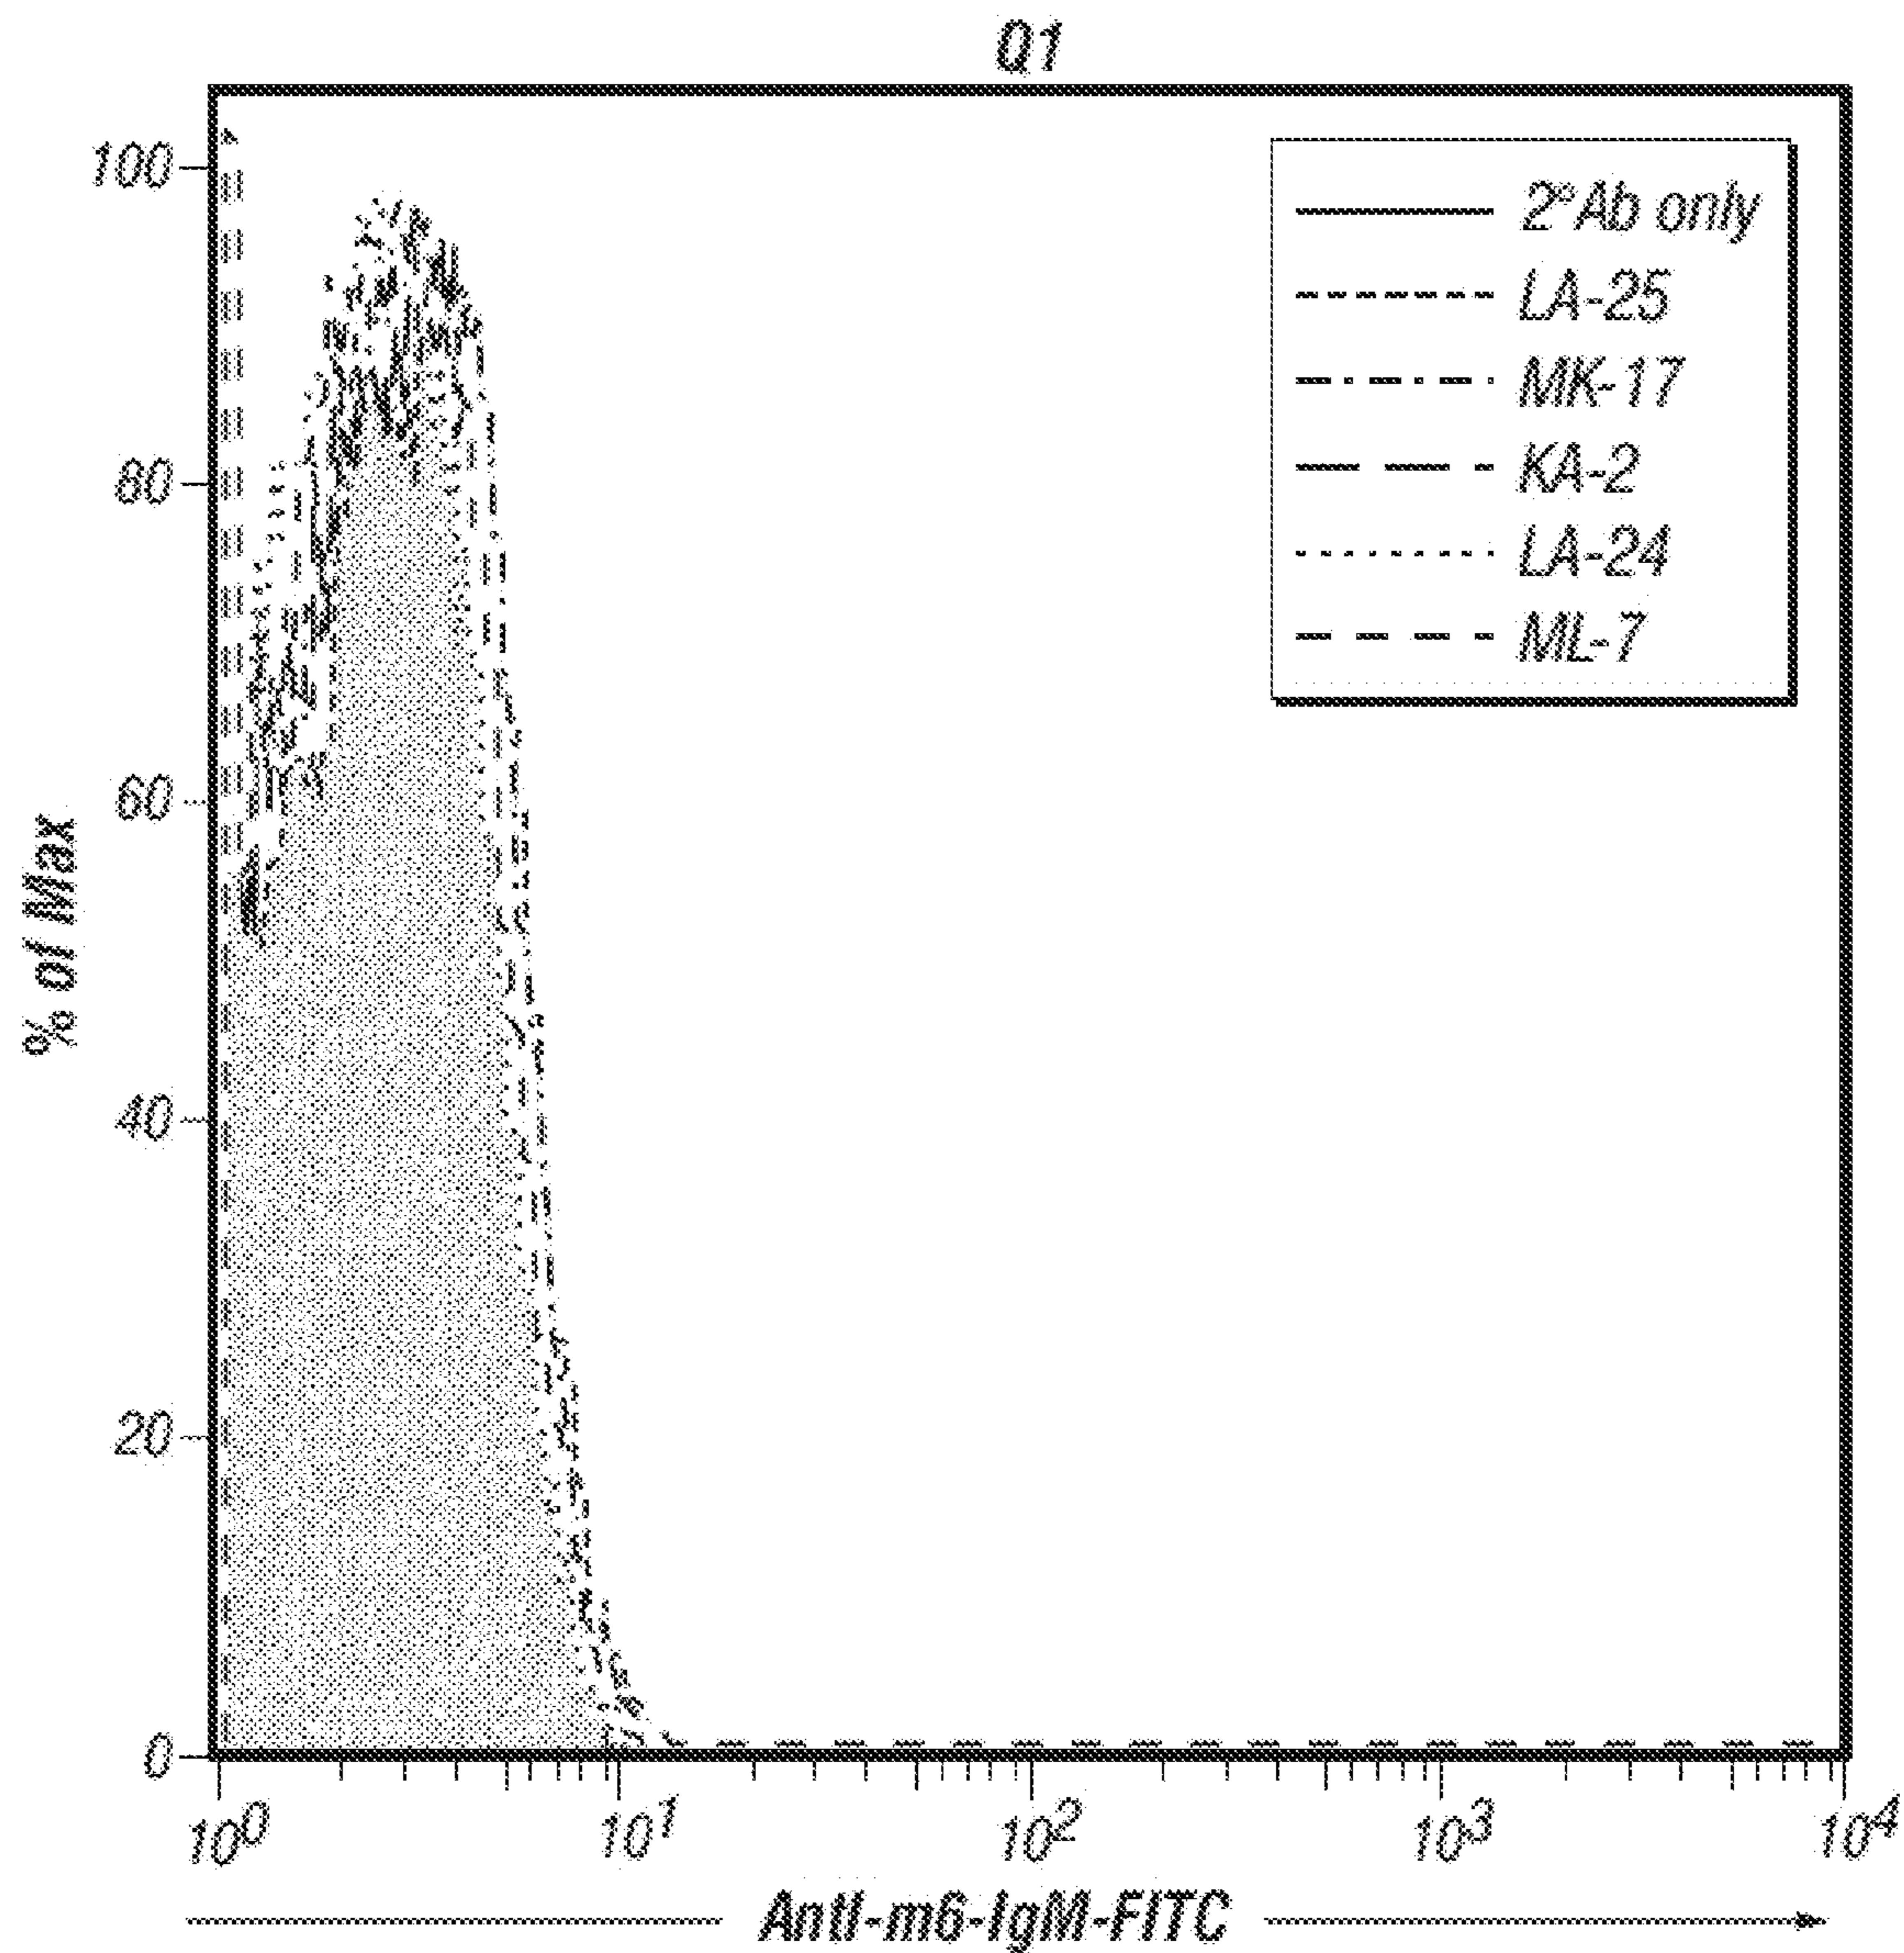 Q1
100
80
60
40
20
0
% of Max
2°Ab only
LA-25
MK-17
KA-2
LA-24
ML-7
10⁰ 10¹ 10² 10³ 10⁴
Anti-m6-IgM-FITC